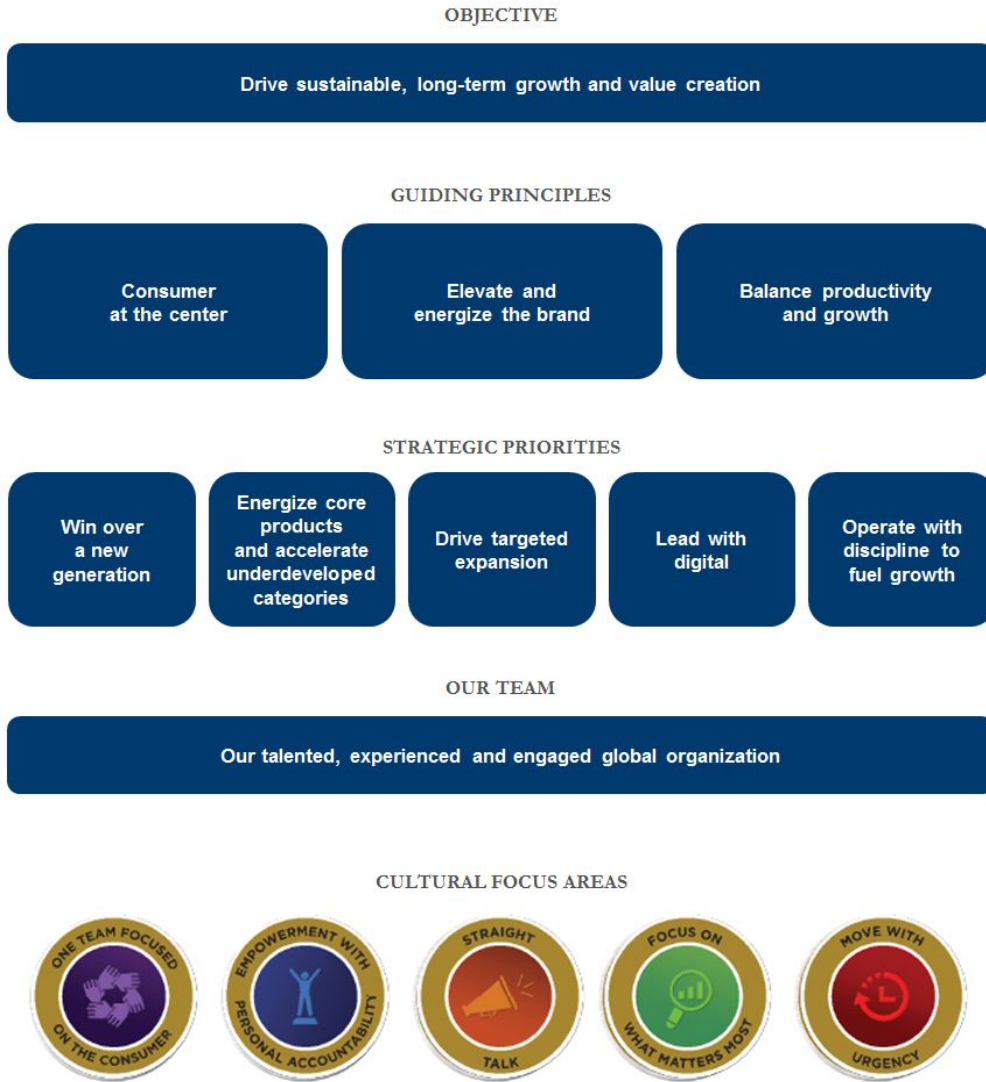 OBJECTIVE
Drive sustainable, long-term growth and value creation
GUIDING PRINCIPLES
Consumer
at the center
Elevate and
energize the brand
Balance productivity
and growth
STRATEGIC PRIORITIES
Win over
a new
generation
Energize core
products
and accelerate
underdeveloped
categories
Drive targeted
expansion
Lead with
digital
Operate with
discipline to
fuel growth
OUR TEAM
Our talented, experienced and engaged global organization
CULTURAL FOCUS AREAS
ONE TEAM FOCUSED
ON THE CONSUMER
EMPOWERMENT WITH
PERSONAL ACCOUNTABILITY
STRAIGHT
TALK
FOCUS ON
WHAT MATTERS MOST
MOVE WITH
URGENCY